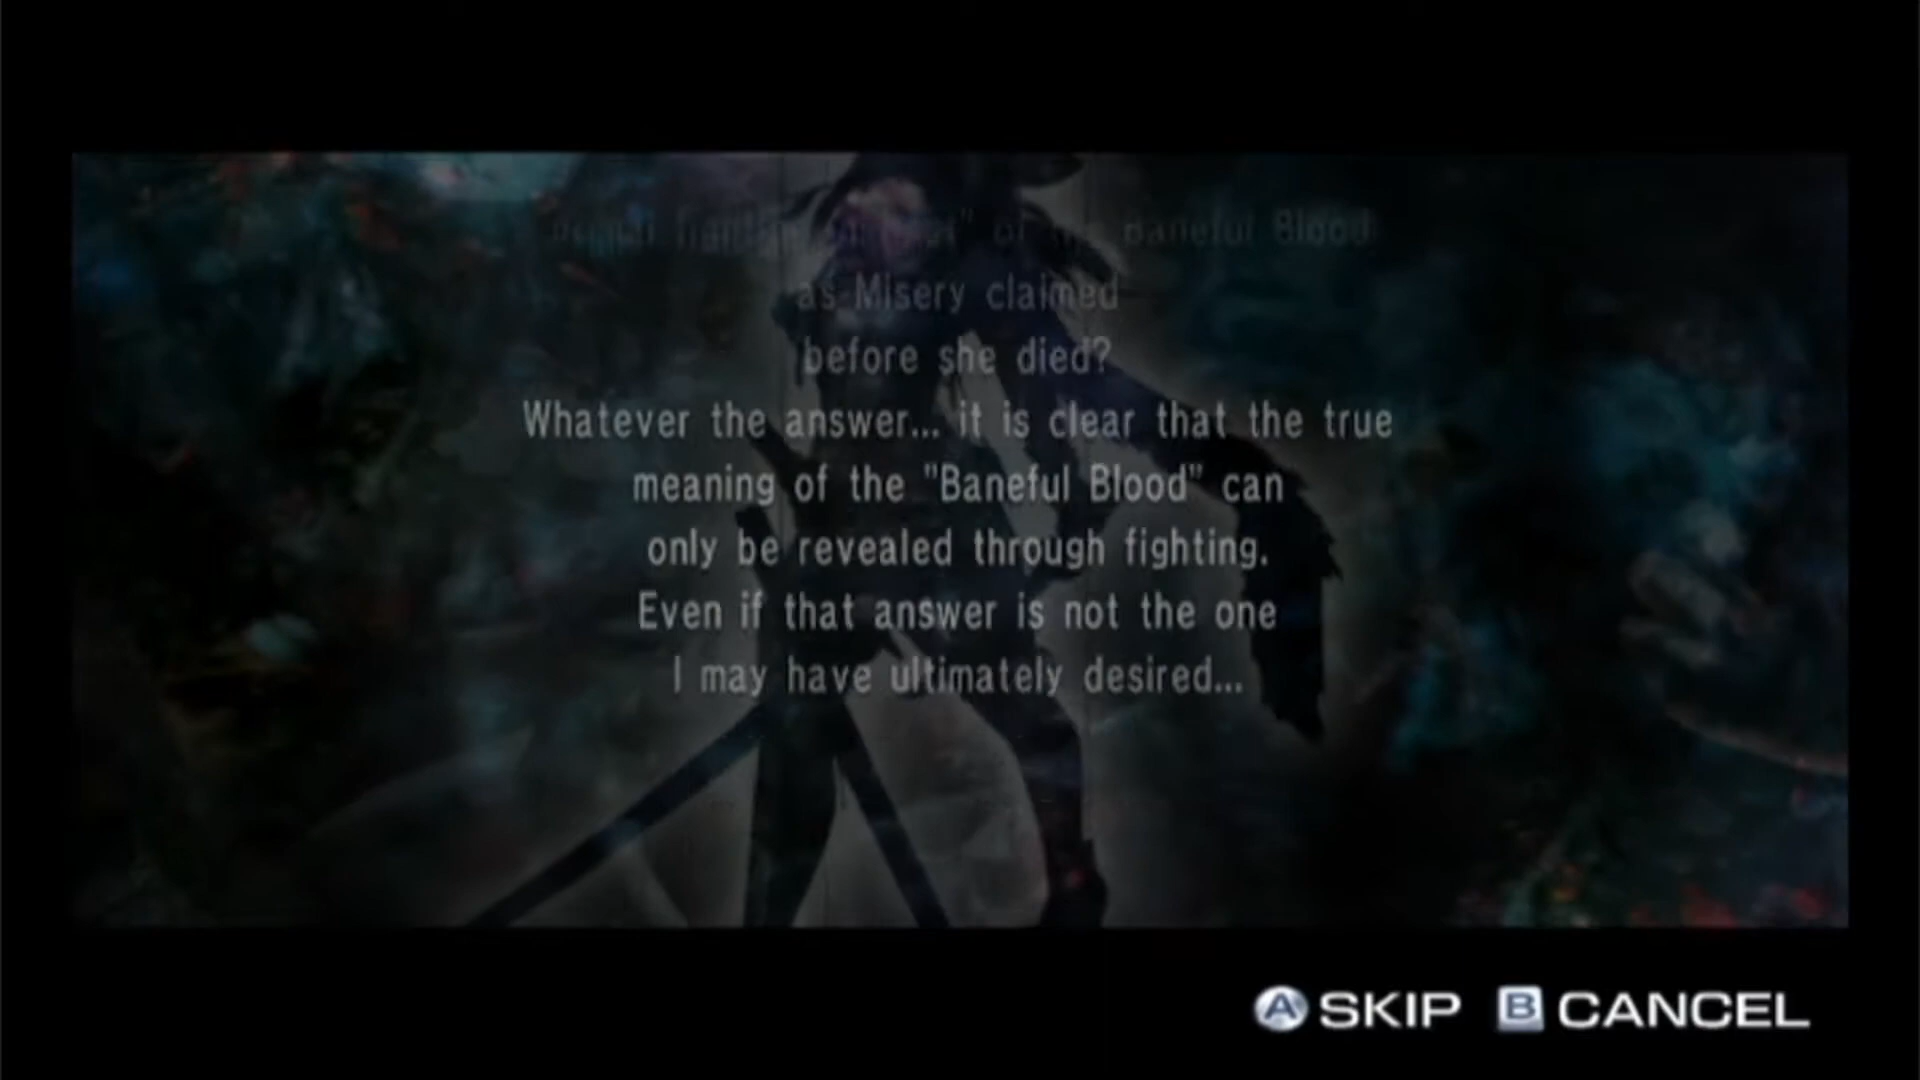 of the Baneful Blood
as Misery claimed
before she died?
Whatever the answer... it is clear that the true
meaning of the "Baneful Blood" can
only be revealed through fighting.
Even if that answer is not the one
I may have ultimately desired...
A SKIP B CANCEL